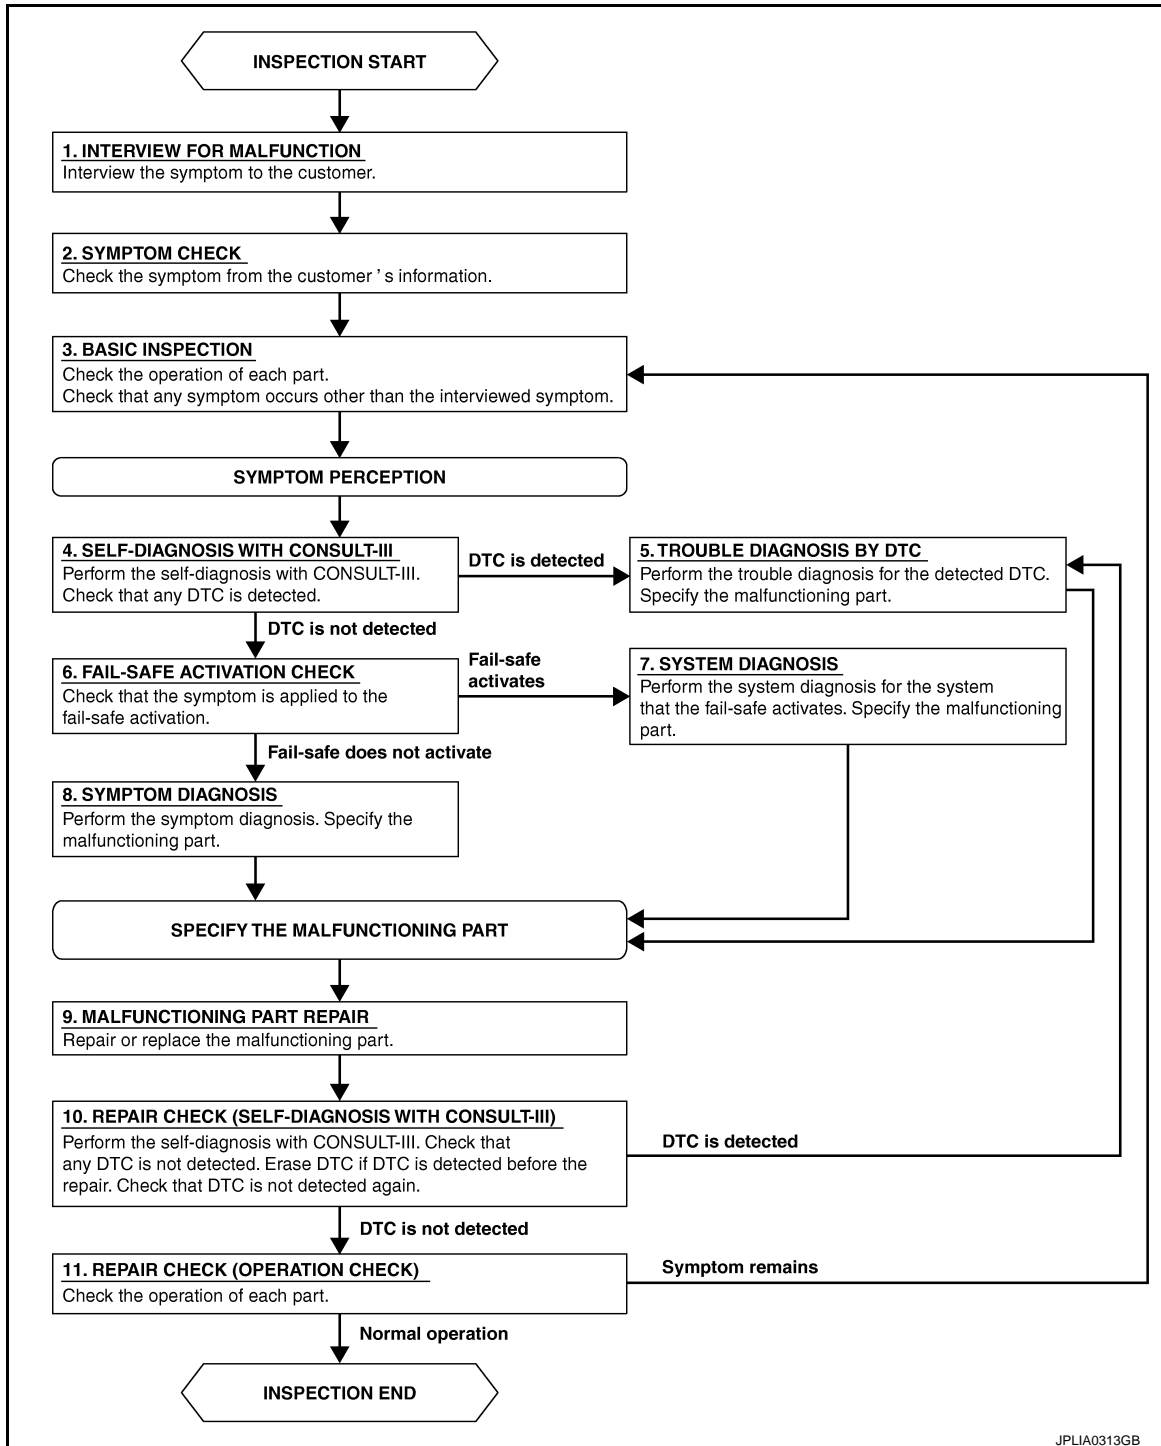 INSPECTION START
1. INTERVIEW FOR MALFUNCTION
Interview the symptom to the customer.
2. SYMPTOM CHECK
Check the symptom from the customer ’ s information.
3. BASIC INSPECTION
Check the operation of each part.
Check that any symptom occurs other than the interviewed symptom.
SYMPTOM PERCEPTION
4. SELF-DIAGNOSIS WITH CONSULT-III
Perform the self-diagnosis with CONSULT-III.
Check that any DTC is detected.
DTC is detected
5. TROUBLE DIAGNOSIS BY DTC
Perform the trouble diagnosis for the detected DTC.
Specify the malfunctioning part.
DTC is not detected
6. FAIL-SAFE ACTIVATION CHECK
Check that the symptom is applied to the
fail-safe activation.
Fail-safe
activates
7. SYSTEM DIAGNOSIS
Perform the system diagnosis for the system
that the fail-safe activates. Specify the malfunctioning
part.
Fail-safe does not activate
8. SYMPTOM DIAGNOSIS
Perform the symptom diagnosis. Specify the
malfunctioning part.
SPECIFY THE MALFUNCTIONING PART
9. MALFUNCTIONING PART REPAIR
Repair or replace the malfunctioning part.
10. REPAIR CHECK (SELF-DIAGNOSIS WITH CONSULT-III)
Perform the self-diagnosis with CONSULT-III. Check that
any DTC is not detected. Erase DTC if DTC is detected before the
repair. Check that DTC is not detected again.
DTC is detected
DTC is not detected
11. REPAIR CHECK (OPERATION CHECK)
Check the operation of each part.
Symptom remains
Normal operation
INSPECTION END
JPLIA0313GB